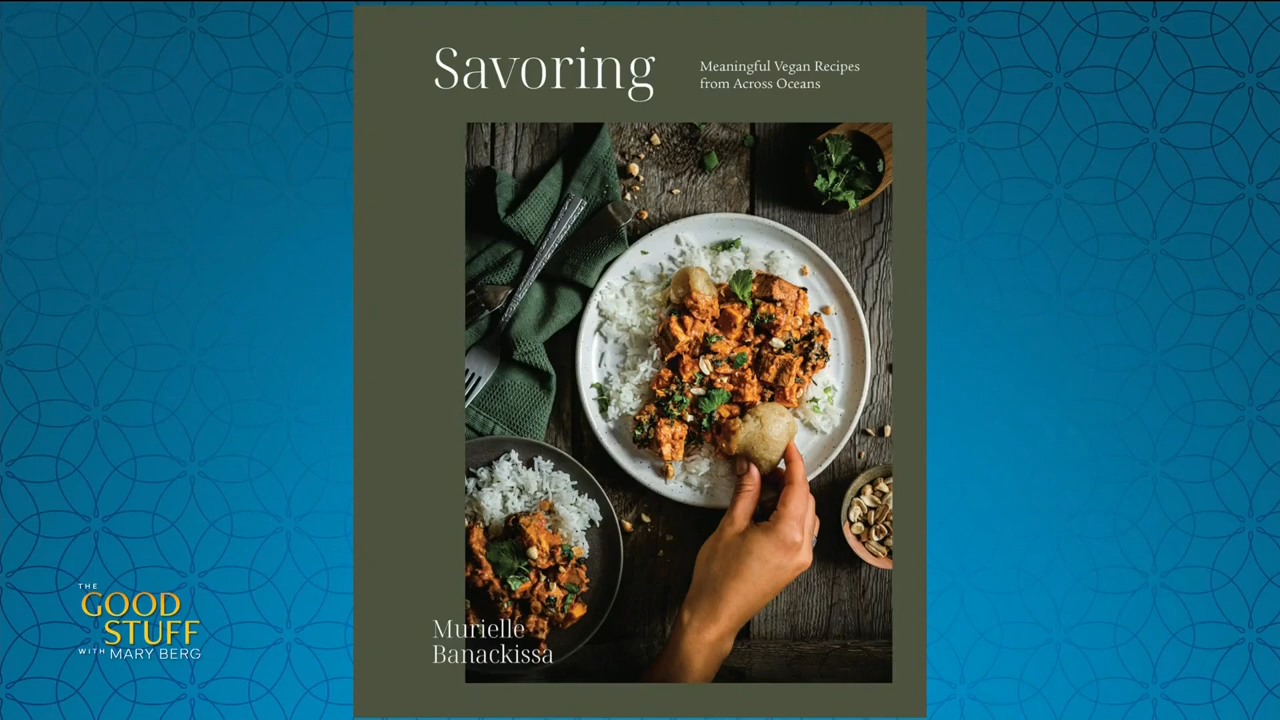 Savoring
Meaningful Vegan Recipes
from Across Oceans
Murielle
Banackissa
THE
GOOD
STUFF
WITH MARY BERG